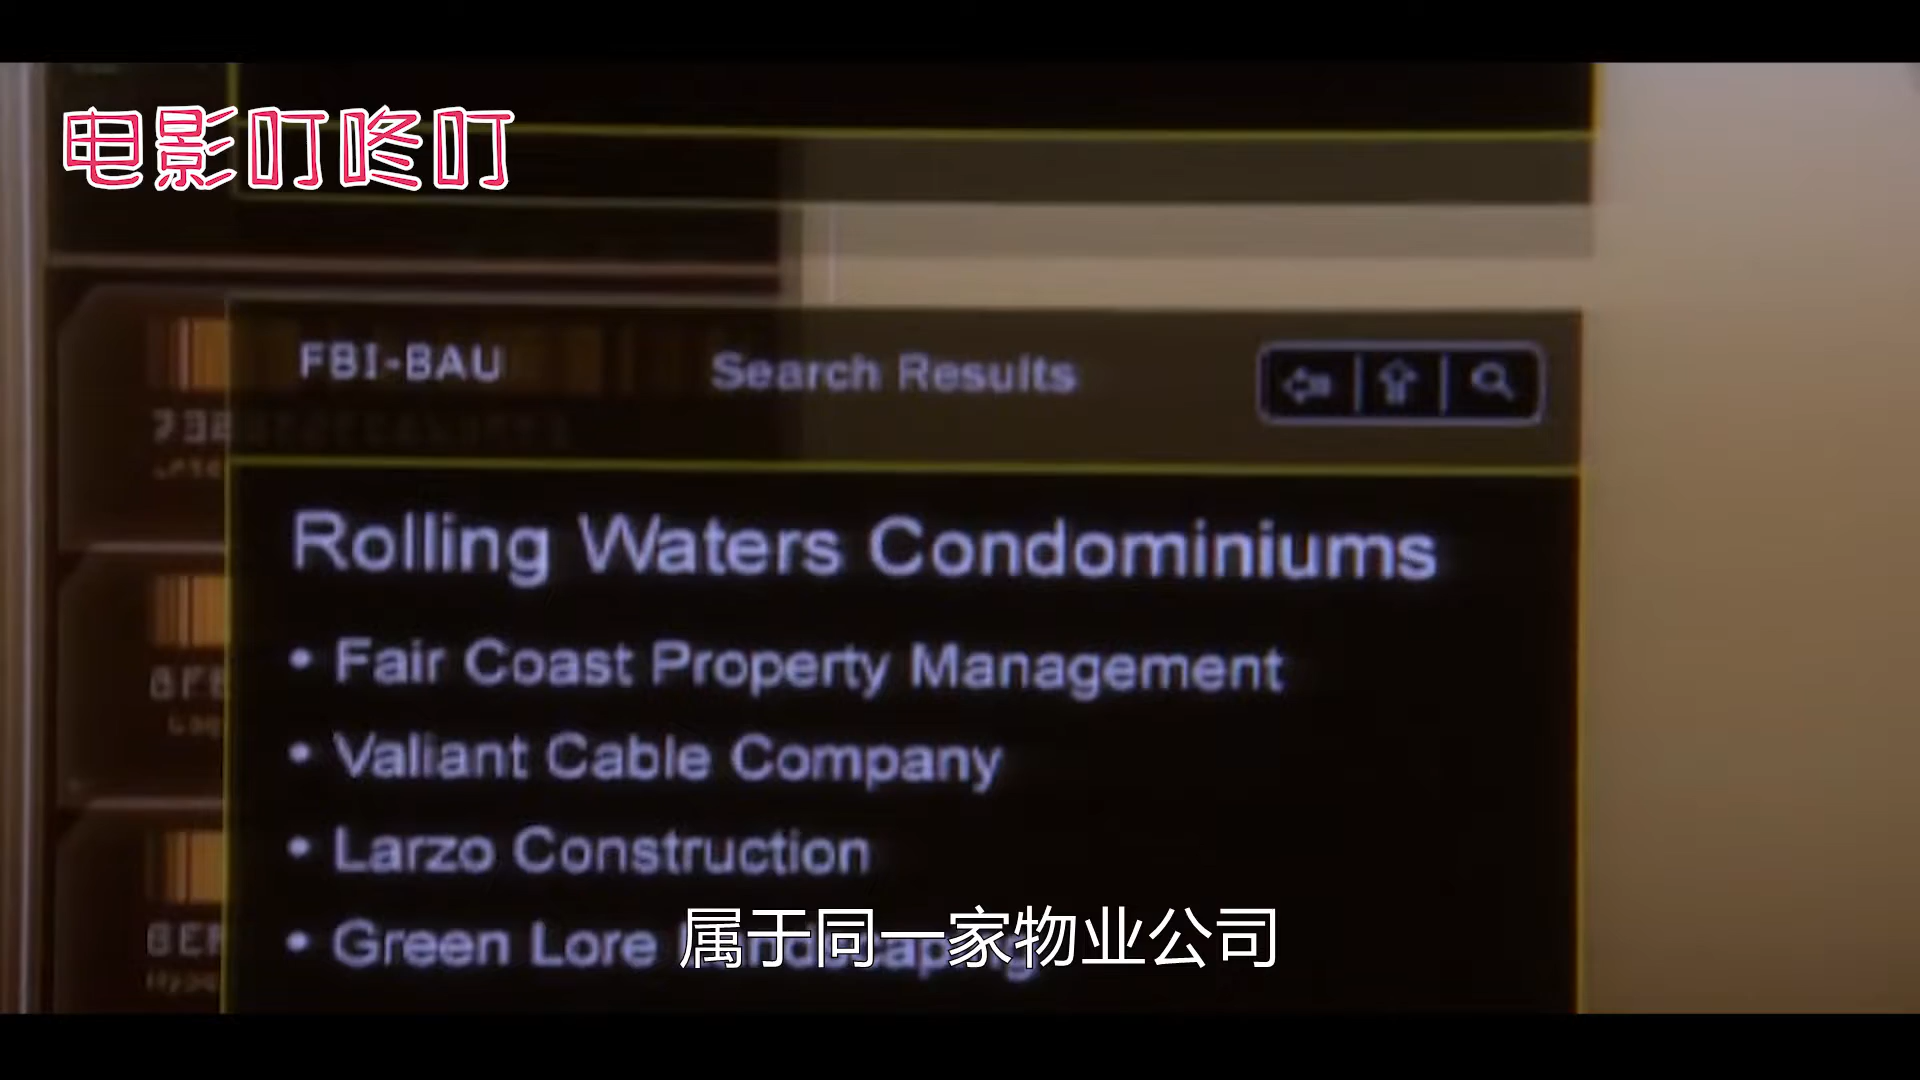 电影叮咚叮
FBI-BAU
Search Results
Rolling Waters Condominiums
• Fair Coast Property Management
• Valiant Cable Company
• Larzo Construction
• Green Lore Landscaping
属于同一家物业公司